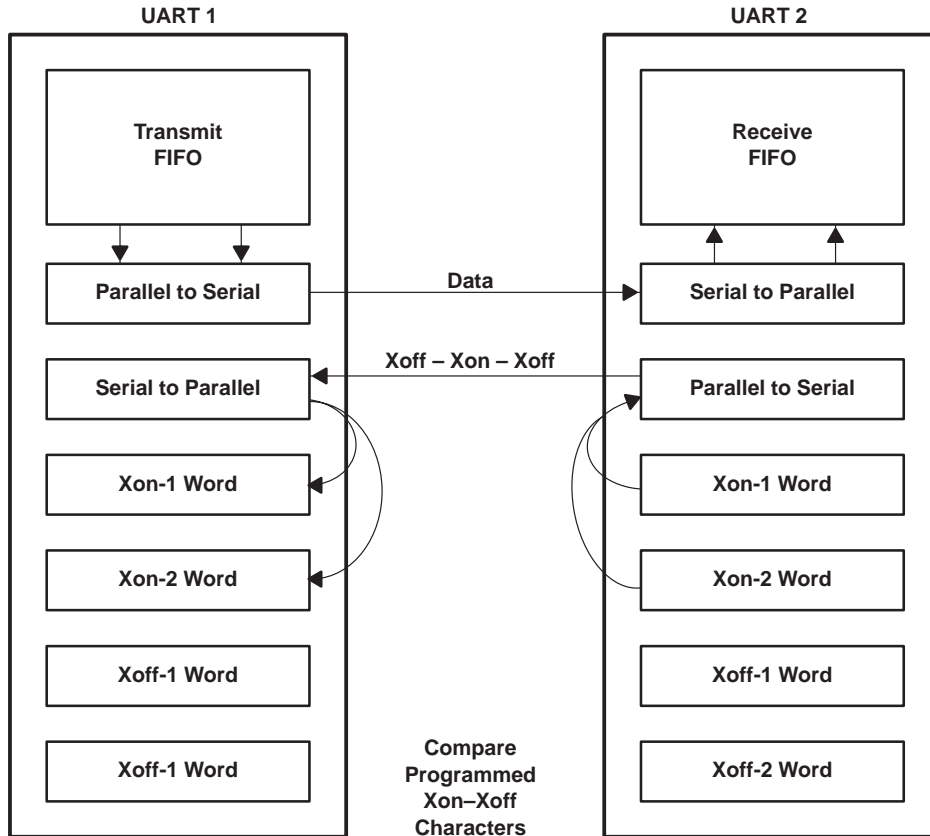 UART 1
UART 2
Transmit
FIFO
Receive
FIFO
Parallel to Serial
Data
Serial to Parallel
Serial to Parallel
Xoff – Xon – Xoff
Parallel to Serial
Xon-1 Word
Xon-1 Word
Xon-2 Word
Xon-2 Word
Xoff-1 Word
Xoff-1 Word
Xoff-1 Word
Compare
Programmed
Xon–Xoff
Characters
Xoff-2 Word